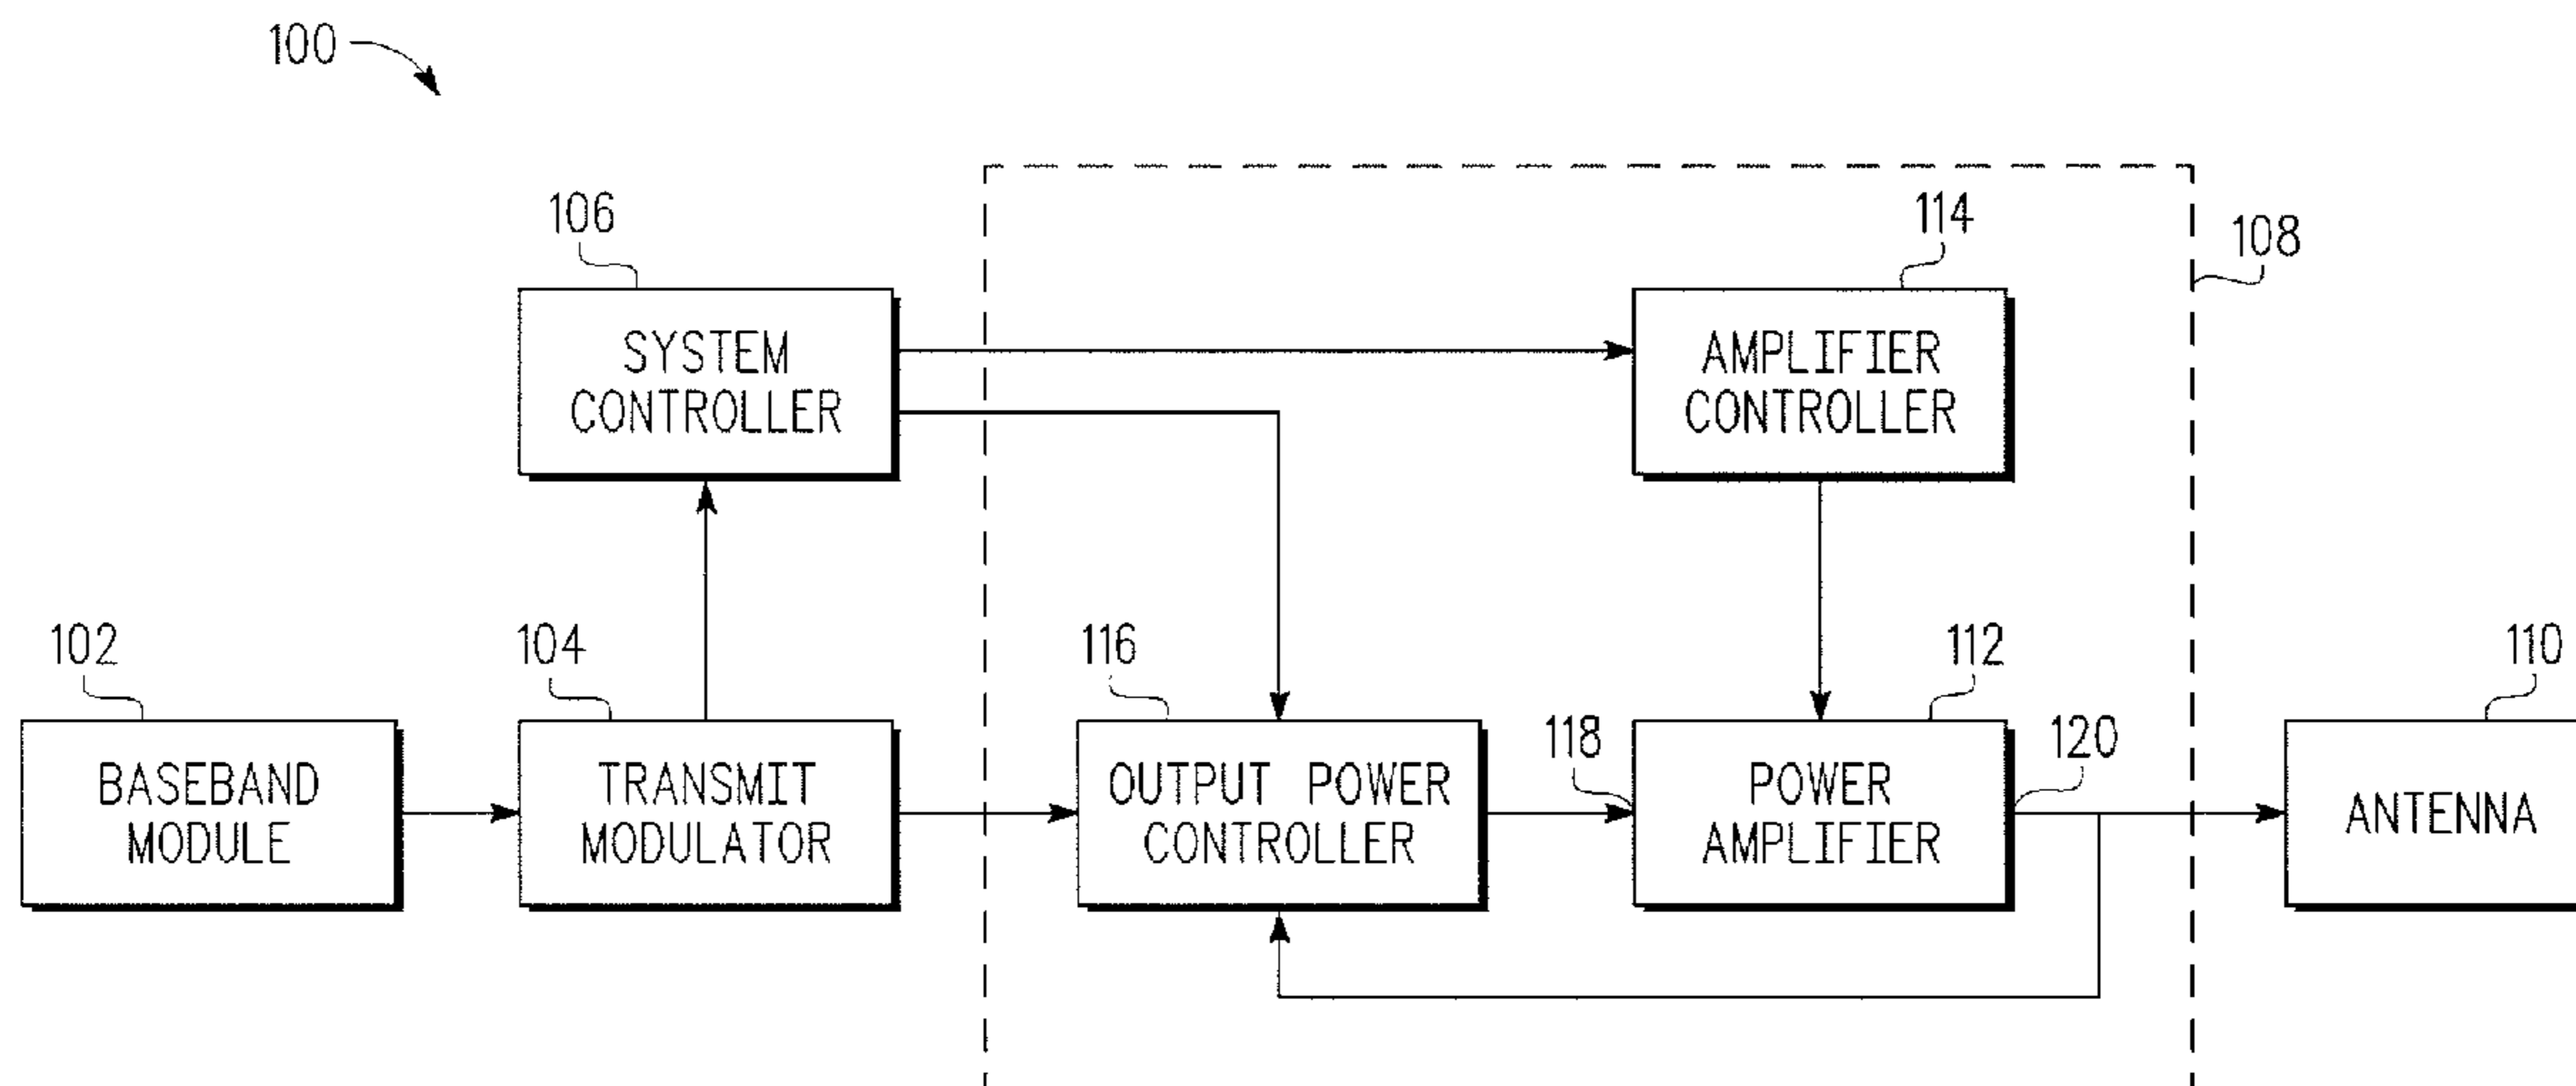 100
106
114
108
SYSTEM
CONTROLLER
AMPLIFIER
CONTROLLER
102
104
116
112
110
118
120
BASEBAND
MODULE
TRANSMIT
MODULATOR
OUTPUT POWER
CONTROLLER
POWER
AMPLIFIER
ANTENNA